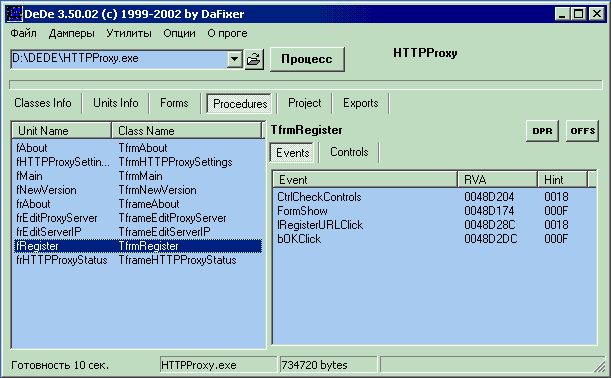 DeDe 3.50.02 (c) 1999-2002 by DaFixer
Файл Дамперы Утилиты Опции О проге
D:\DEDE\HTTPProxy.exe Процесс HTTPProxy
Classes Info Units Info Forms Procedures Project Exports
Unit Name Class Name
fAbout TfrmAbout
fHTTPProxySettin... TfrmHTTPProxySettings
fMain TfrmMain
fNewVersion TfrmNewVersion
frAbout TframeAbout
frEditProxyServer TframeEditProxyServer
frEditServerIP TframeEditServerIP
fRegister TfrmRegister
frHTTPProxyStatus TframeHTTPProxyStatus
TfrmRegister DPR OFFS
Events Controls
Event RVA Hint
CtrlCheckControls 0048D204 0018
FormShow 0048D174 000F
lRegisterURLClick 0048D28C 0018
bOKClick 0048D2DC 000F
Готовность 10 сек. HTTPProxy.exe 734720 bytes